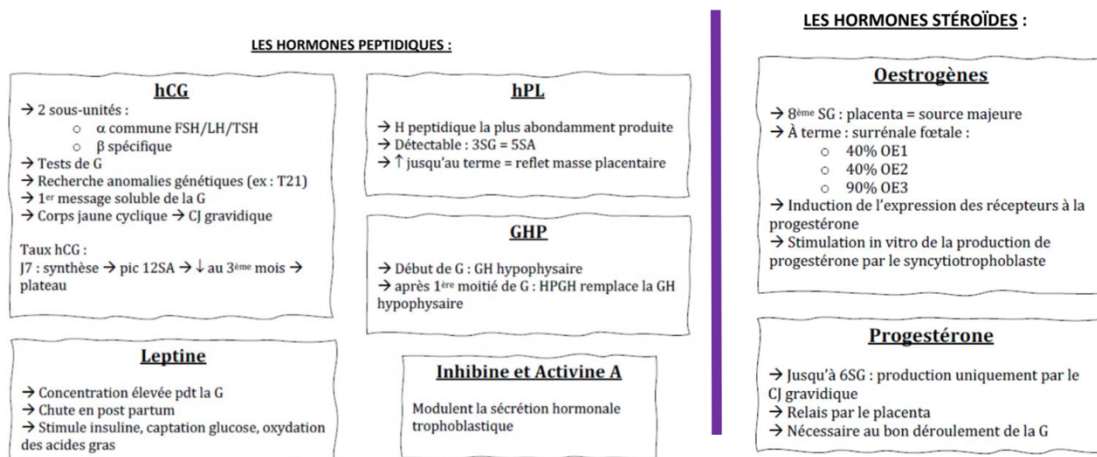 LES HORMONES PEPTIDIQUES :
hCG
→ 2 sous-unités :
o α commune FSH/LH/TSH
o β spécifique
→ Tests de G
→ Recherche anomalies génétiques (ex : T21)
→ 1er message soluble de la G
→ Corps jaune cyclique → CJ gravidique
Taux hCG :
J7 : synthèse → pic 12SA → ↓ au 3ème mois →
plateau
Leptine
→ Concentration élevée pdt la G
→ Chute en post partum
→ Stimule insuline, captation glucose, oxydation
des acides gras
hPL
→ H peptidique la plus abondamment produite
→ Détectable : 3SG = 5SA
→ ↑ jusqu'au terme = reflet masse placentaire
GHP
→ Début de G : GH hypophysaire
→ après 1ère moitié de G : HPGH remplace la GH
hypophysaire
Inhibine et Activine A
Modulent la sécrétion hormonale
trophoblastique
LES HORMONES STÉROÏDES :
Oestrogènes
→ 8ème SG : placenta = source majeure
→ À terme : surrénale fœtale :
o 40% OE1
o 40% OE2
o 90% OE3
→ Induction de l'expression des récepteurs à la
progestérone
→ Stimulation in vitro de la production de
progestérone par le syncytiotrophoblaste
Progestérone
→ Jusqu'à 6SG : production uniquement par le
CJ gravidique
→ Relais par le placenta
→ Nécessaire au bon déroulement de la G